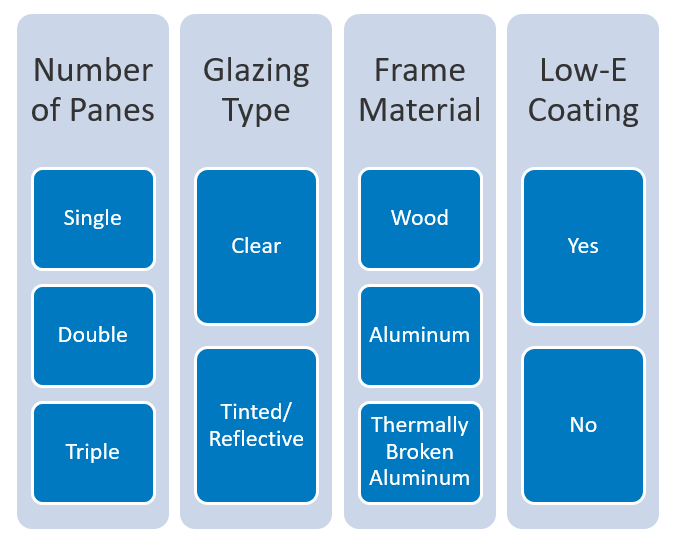 Number
of Panes
Single
Double
Triple
Glazing
Type
Clear
Tinted/
Reflective
Frame
Material
Wood
Aluminum
Thermally
Broken
Aluminum
Low-E
Coating
Yes
No